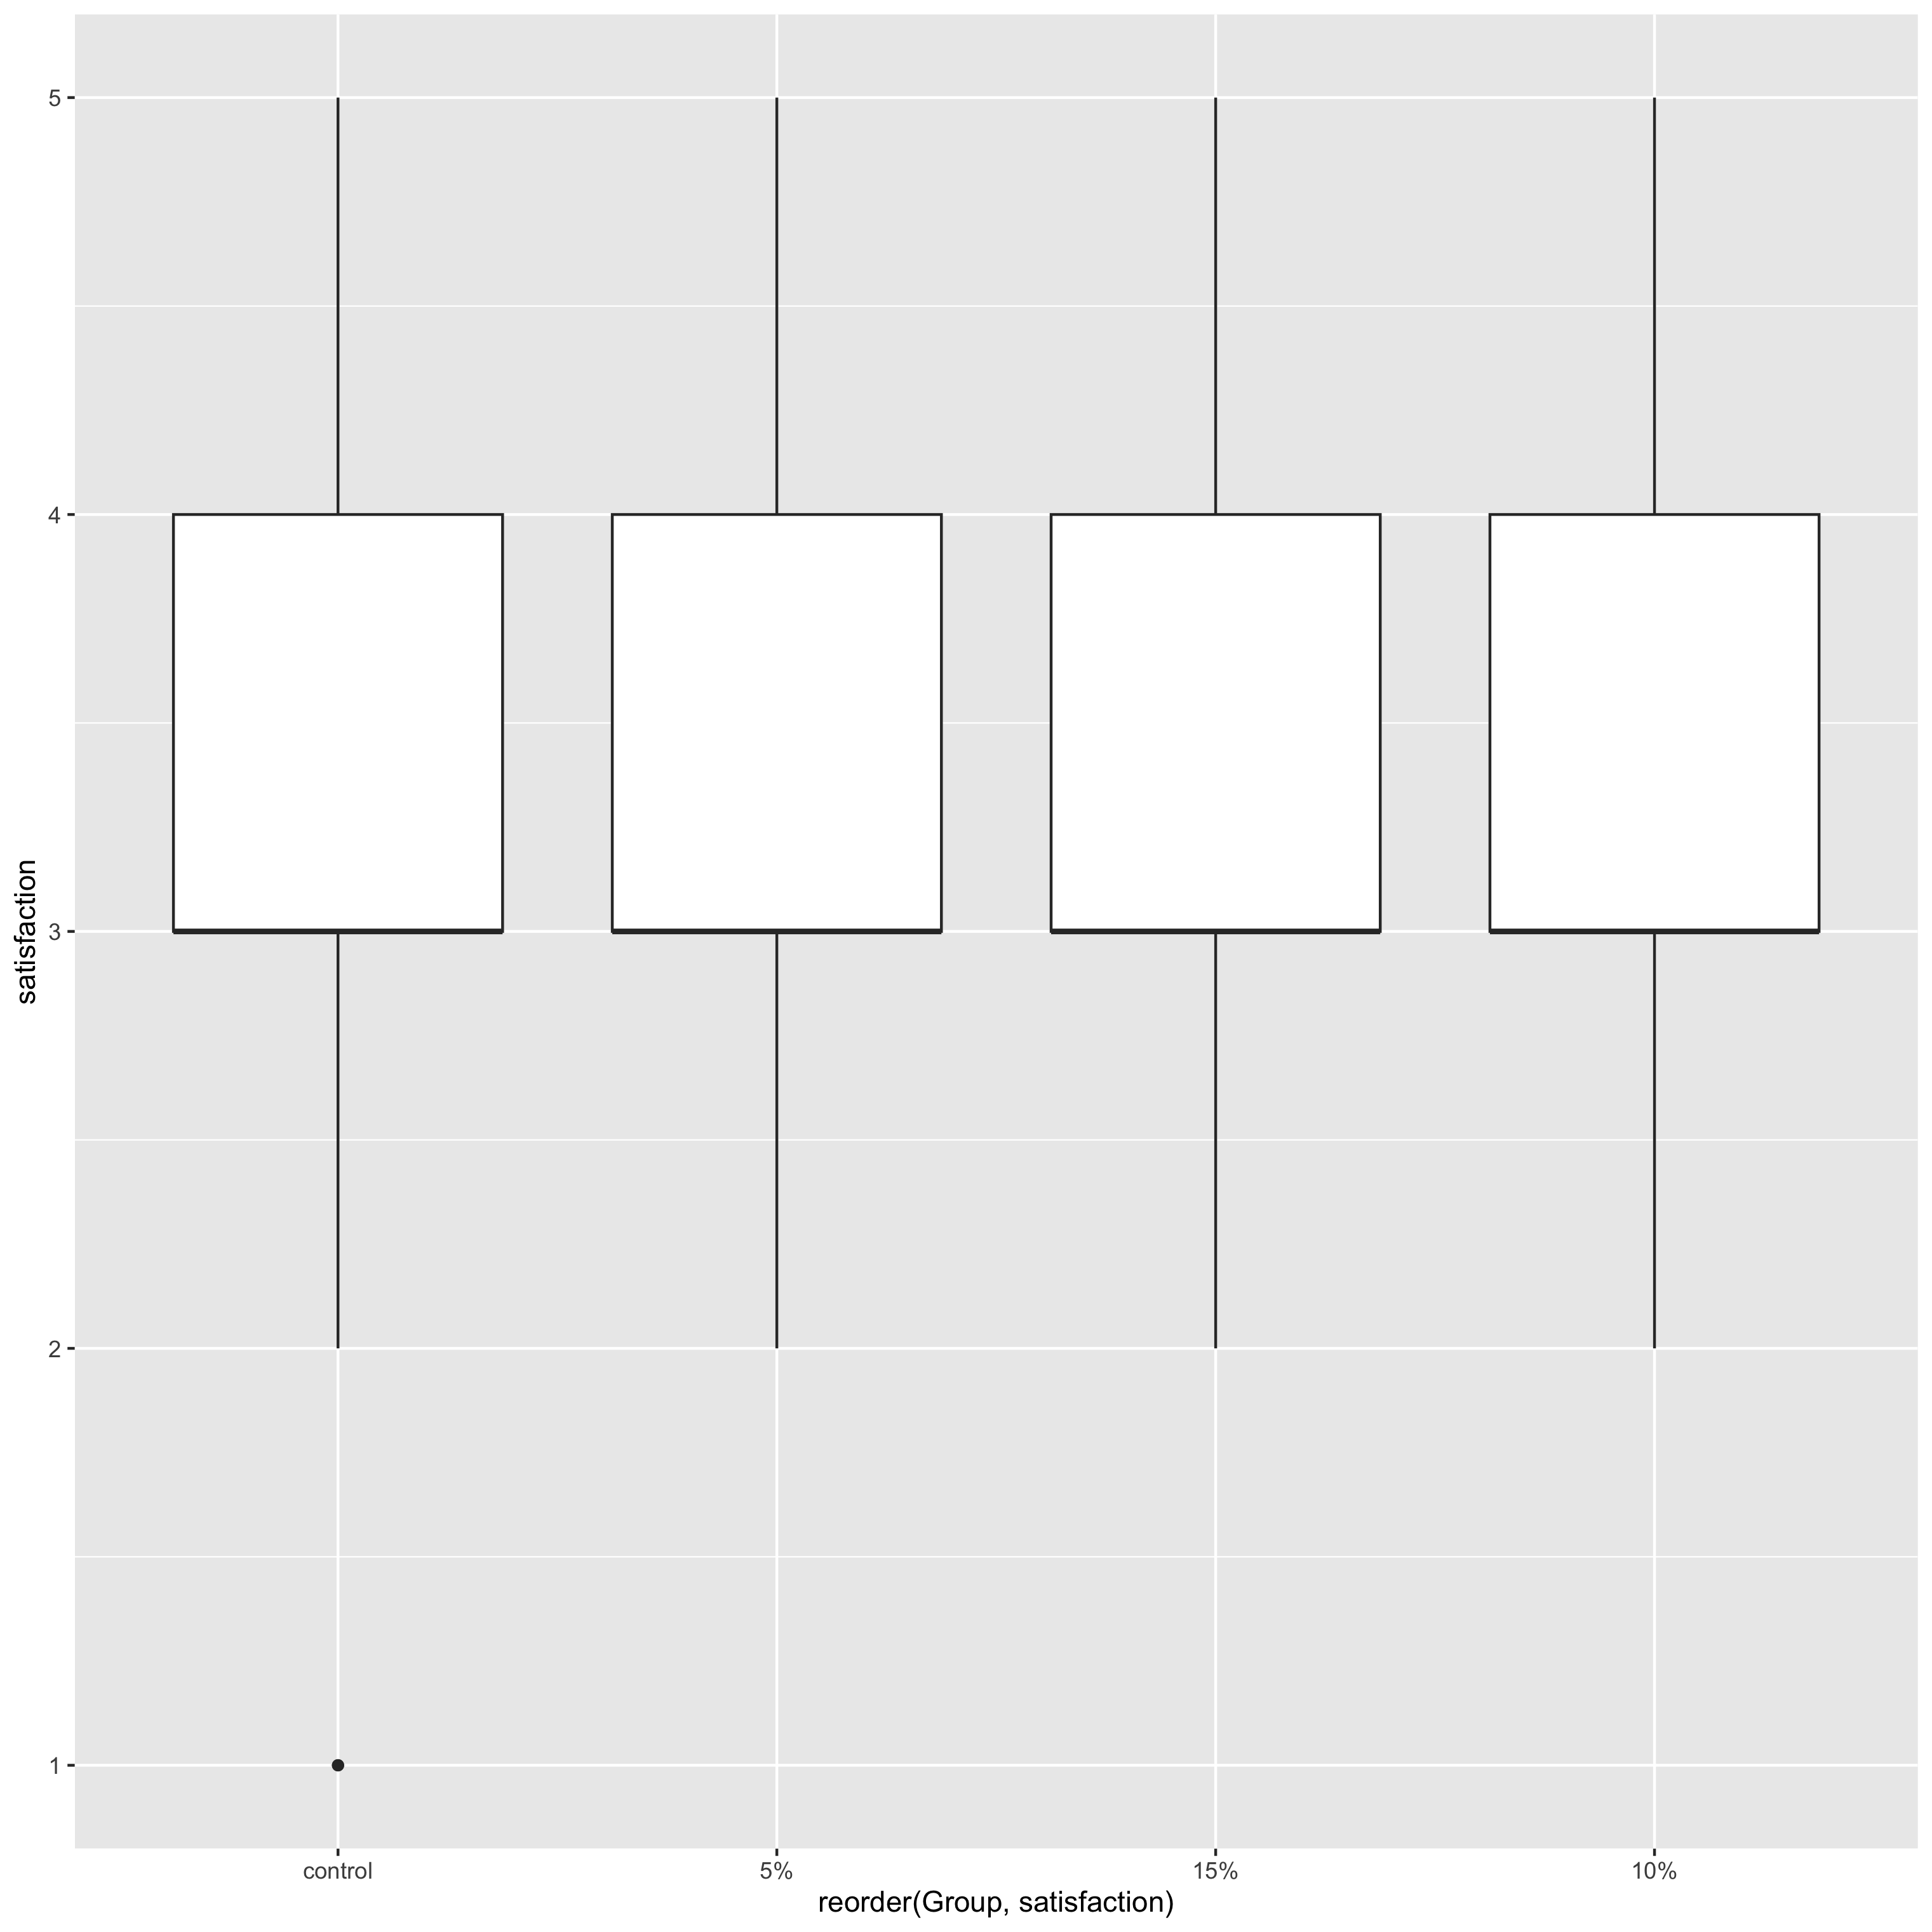 satisfaction
5
4
3
2
1
control 5% 15% 10%
reorder(Group, satisfaction)